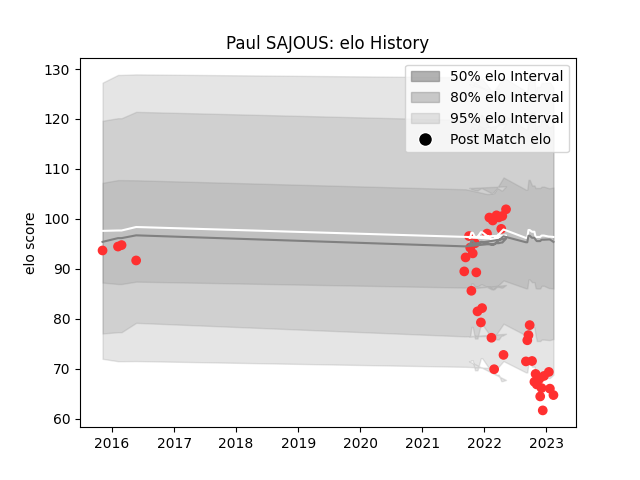 Paul SAJOUS: elo History
130
120
110
100
90
80
70
60
elo score
50% elo Interval
80% elo Interval
95% elo Interval
Post Match elo
2016 2017 2018 2019 2020 2021 2022 2023